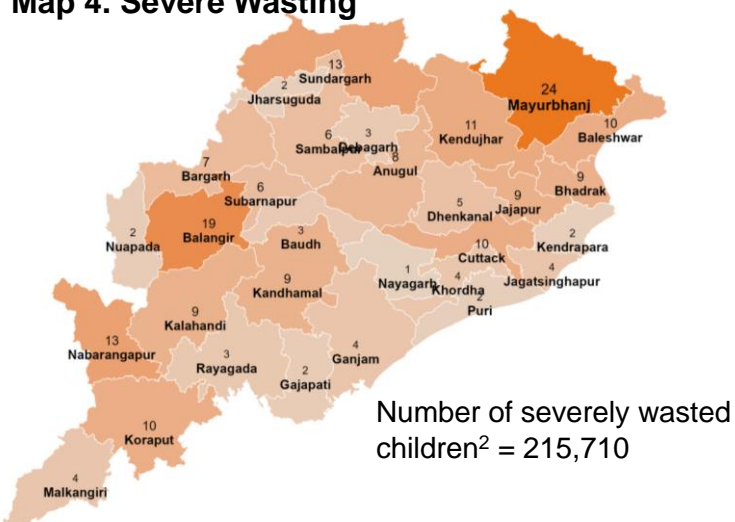 Map 4. Severe Wasting
13
Sundargarh
2
Jharsuguda
24
Mayurbhanj
11
Kendujhar
10
Baleshwar
6
Sambalpur
3
Debagarh
8
Anugul
7
Bargarh
6
Subarnapur
9
Bhadrak
5
Dhenkanal
9
Jajapur
2
Nuapada
19
Balangir
3
Baudh
10
Cuttack
2
Kendrapara
1
Nayagarh
4
Khordha
4
Jagatsinghapur
2
Puri
9
Kandhamal
9
Kalahandi
13
Nabarangapur
3
Rayagada
2
Gajapati
4
Ganjam
10
Koraput
4
Malkangiri
Number of severely wasted
children² = 215,710